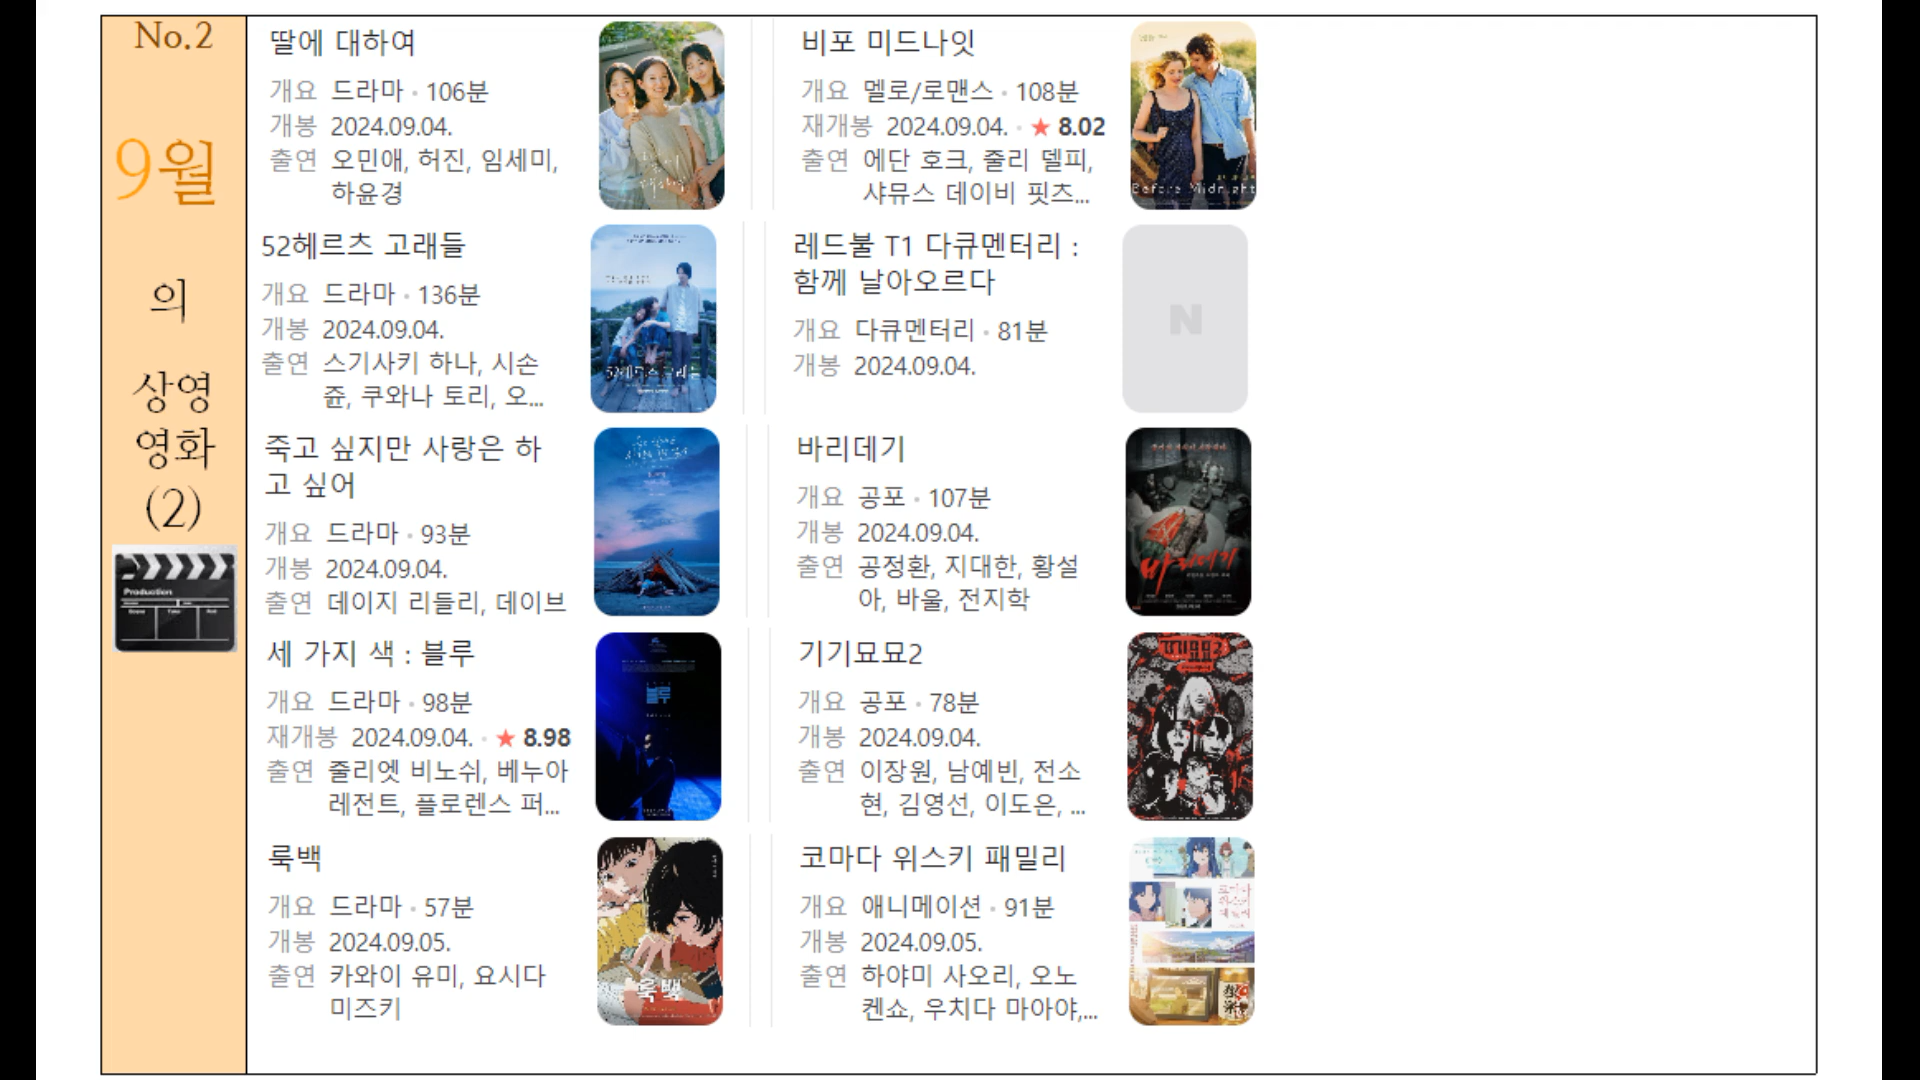 No.2
9월
의
상영
영화
(2)
Production
딸에 대하여
개요 드라마 · 106분
개봉 2024.09.04.
출연 오민애, 허진, 임세미,
하윤경
비포 미드나잇
개요 멜로/로맨스 · 108분
재개봉 2024.09.04. · ★ 8.02
출연 에단 호크, 줄리 델피,
샤뮤스 데이비 핏츠...
Before Midnight
52헤르츠 고래들
개요 드라마 · 136분
개봉 2024.09.04.
출연 스기사키 하나, 시손
쥰, 쿠와나 토리, 오...
52헤르츠 고래들
레드불 T1 다큐멘터리 :
함께 날아오르다
개요 다큐멘터리 · 81분
개봉 2024.09.04.
N
죽고 싶지만 사랑은 하
고 싶어
개요 드라마 · 93분
개봉 2024.09.04.
출연 데이지 리들리, 데이브
바리데기
개요 공포 · 107분
개봉 2024.09.04.
출연 공정환, 지대한, 황설
아, 바울, 전지학
바리데기
세 가지 색 : 블루
개요 드라마 · 98분
재개봉 2024.09.04. · ★ 8.98
출연 줄리엣 비노쉬, 베누아
레전트, 플로렌스 퍼...
블루
기기묘묘2
개요 공포 · 78분
개봉 2024.09.04.
출연 이장원, 남예빈, 전소
현, 김영선, 이도은, ...
기기묘묘2
룩백
개요 드라마 · 57분
개봉 2024.09.05.
출연 카와이 유미, 요시다
미즈키
룩백
코마다 위스키 패밀리
개요 애니메이션 · 91분
개봉 2024.09.05.
출연 하야미 사오리, 오노
켄쇼, 우치다 마아야,...
코마다
위스키
패밀리